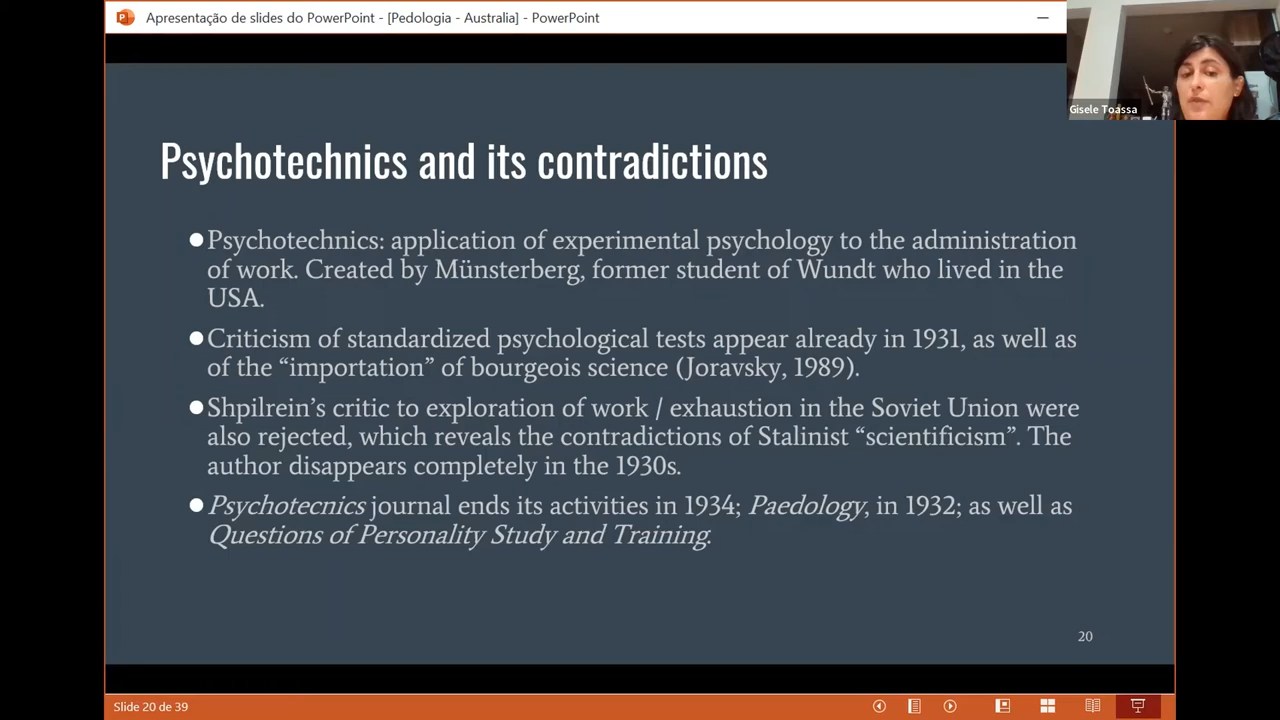 Apresentação de slides do PowerPoint - [Pedologia - Australia] - PowerPoint
Gisele Toassa
Psychotechnics and its contradictions
●Psychotechnics: application of experimental psychology to the administration
of work. Created by Münsterberg, former student of Wundt who lived in the
USA.
●Criticism of standardized psychological tests appear already in 1931, as well as
of the “importation” of bourgeois science (Joravsky, 1989).
●Shpilrein’s critic to exploration of work / exhaustion in the Soviet Union were
also rejected, which reveals the contradictions of Stalinist “scientificism”. The
author disappears completely in the 1930s.
●Psychotecnics journal ends its activities in 1934; Paedology, in 1932; as well as
Questions of Personality Study and Training.
20
Slide 20 de 39